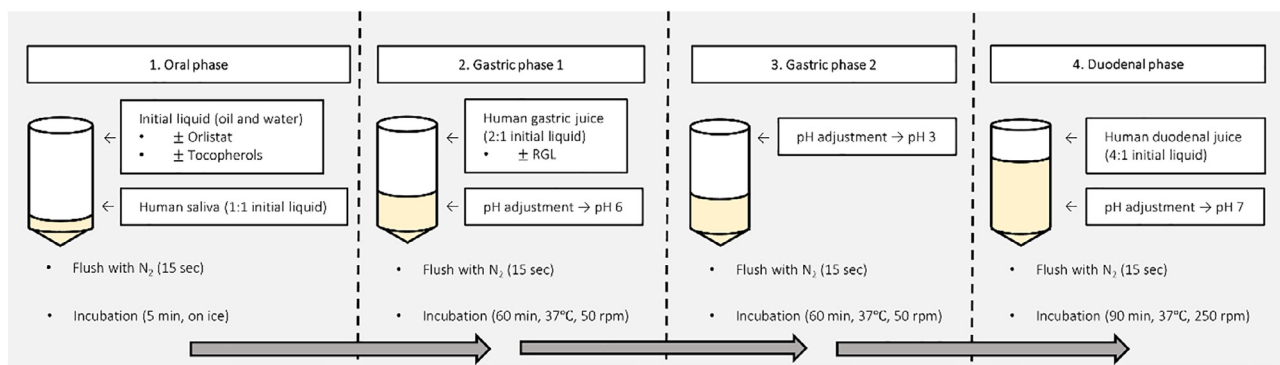 1. Oral phase
Initial liquid (oil and water)
• ± Orlistat
• ± Tocopherols
Human saliva (1:1 initial liquid)
• Flush with N₂ (15 sec)
• Incubation (5 min, on ice)
2. Gastric phase 1
Human gastric juice
(2:1 initial liquid)
• ± RGL
pH adjustment → pH 6
• Flush with N₂ (15 sec)
• Incubation (60 min, 37℃, 50 rpm)
3. Gastric phase 2
pH adjustment → pH 3
• Flush with N₂ (15 sec)
• Incubation (60 min, 37℃, 50 rpm)
4. Duodenal phase
Human duodenal juice
(4:1 initial liquid)
pH adjustment → pH 7
• Flush with N₂ (15 sec)
• Incubation (90 min, 37℃, 250 rpm)